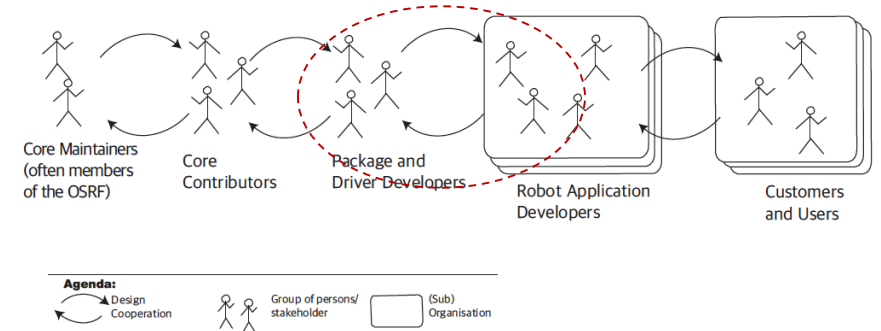 Core Maintainers
(often members
of the OSRF)
Core
Contributors
Package and
Driver Developers
Robot Application
Developers
Customers
and Users
Agenda:
Design
Cooperation
Group of persons/
stakeholder
(Sub)
Organisation